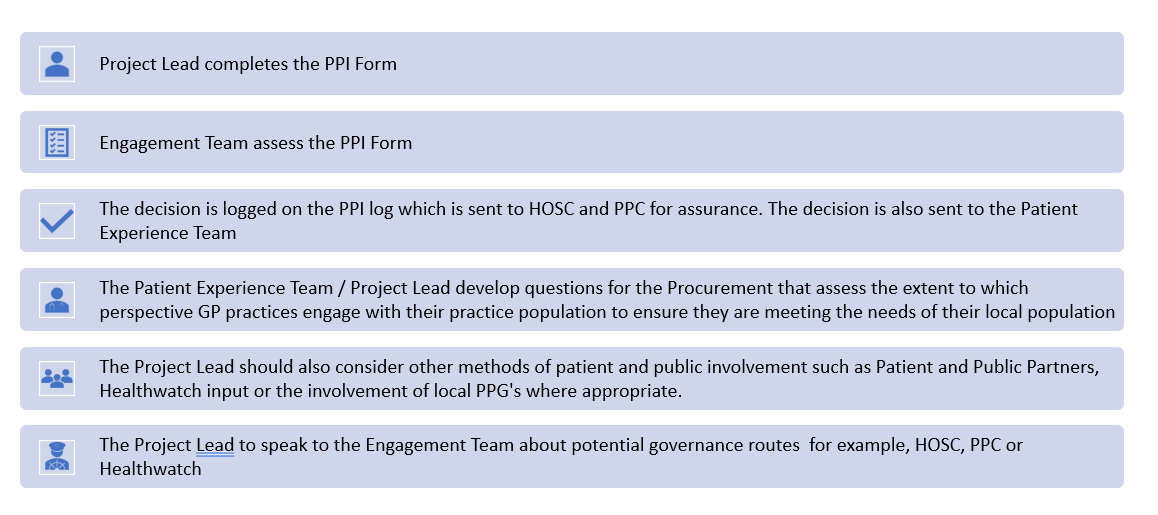 Project Lead completes the PPI Form
Engagement Team assess the PPI Form
The decision is logged on the PPI log which is sent to HOSC and PPC for assurance. The decision is also sent to the Patient
Experience Team
The Patient Experience Team / Project Lead develop questions for the Procurement that assess the extent to which
perspective GP practices engage with their practice population to ensure they are meeting the needs of their local population
The Project Lead should also consider other methods of patient and public involvement such as Patient and Public Partners,
Healthwatch input or the involvement of local PPG's where appropriate.
The Project Lead to speak to the Engagement Team about potential governance routes  for example, HOSC, PPC or
Healthwatch